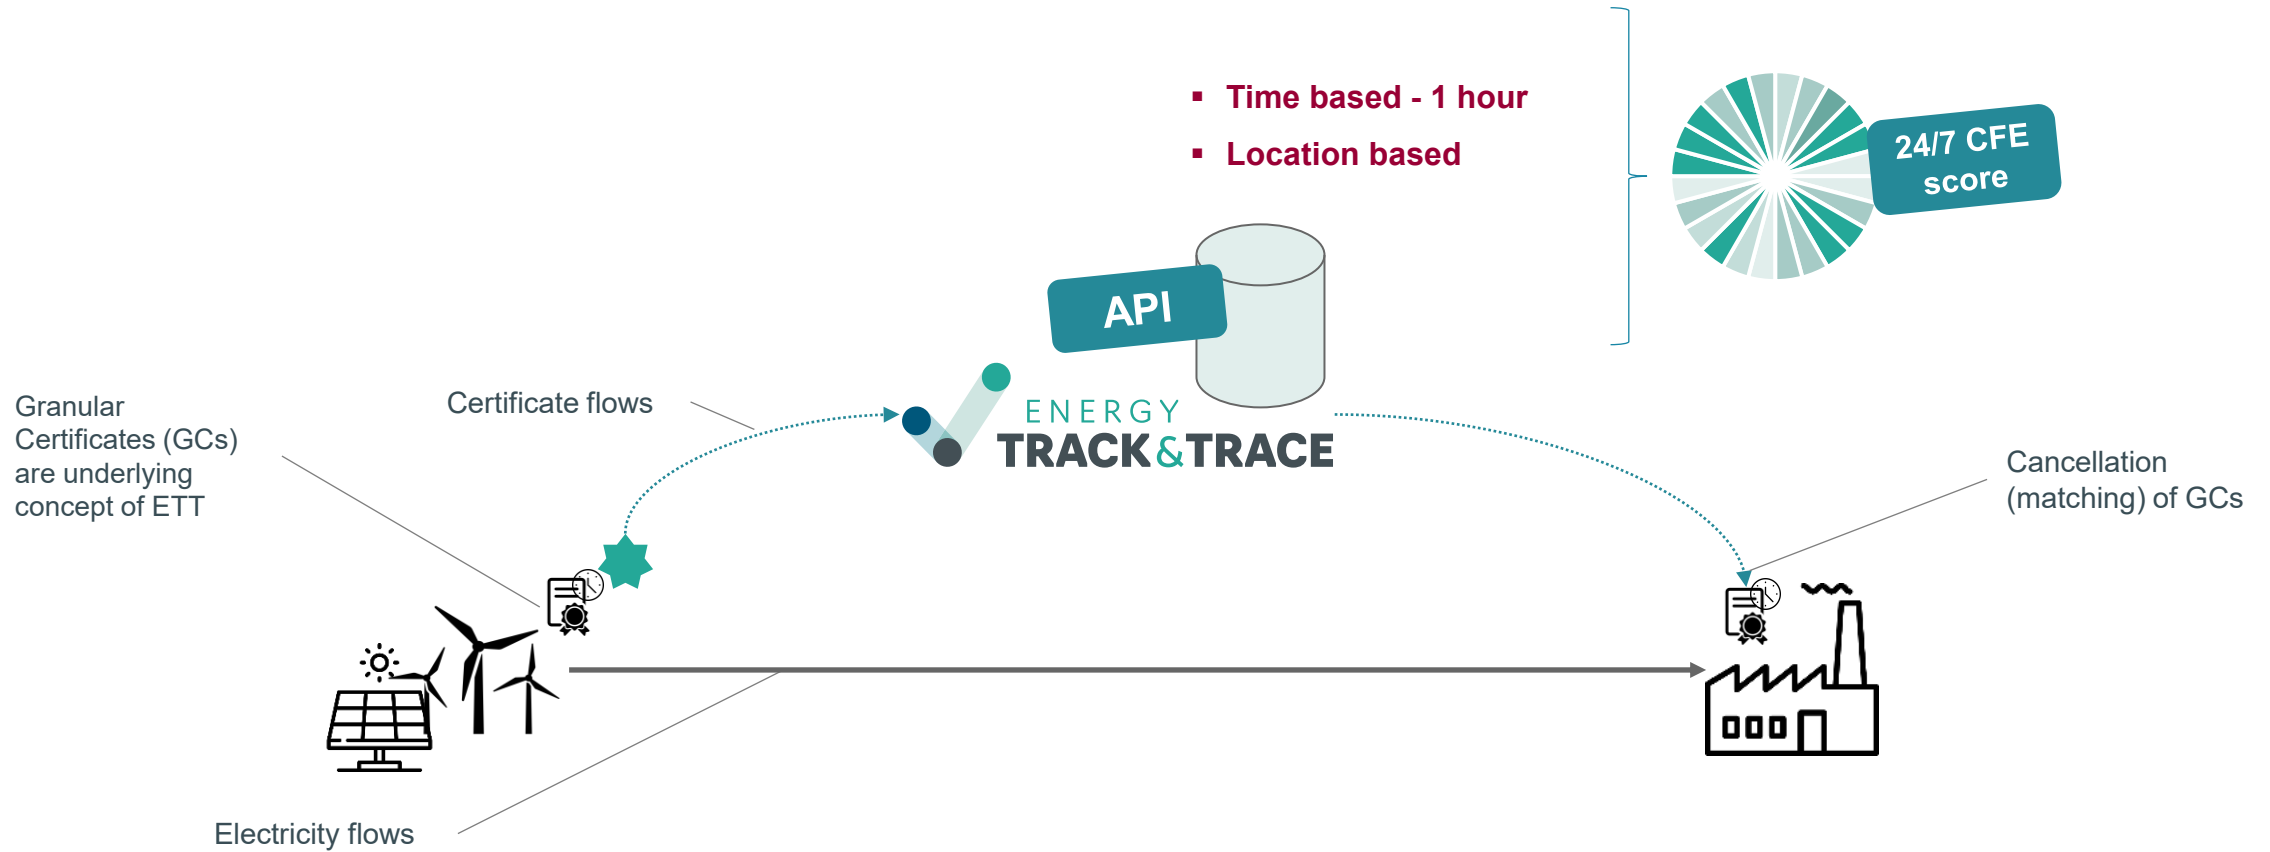 ▪ Time based - 1 hour
▪ Location based
24/7 CFE
score
API
ENERGY
TRACK&TRACE
Certificate flows
Granular
Certificates (GCs)
are underlying
concept of ETT
Cancellation
(matching) of GCs
Electricity flows